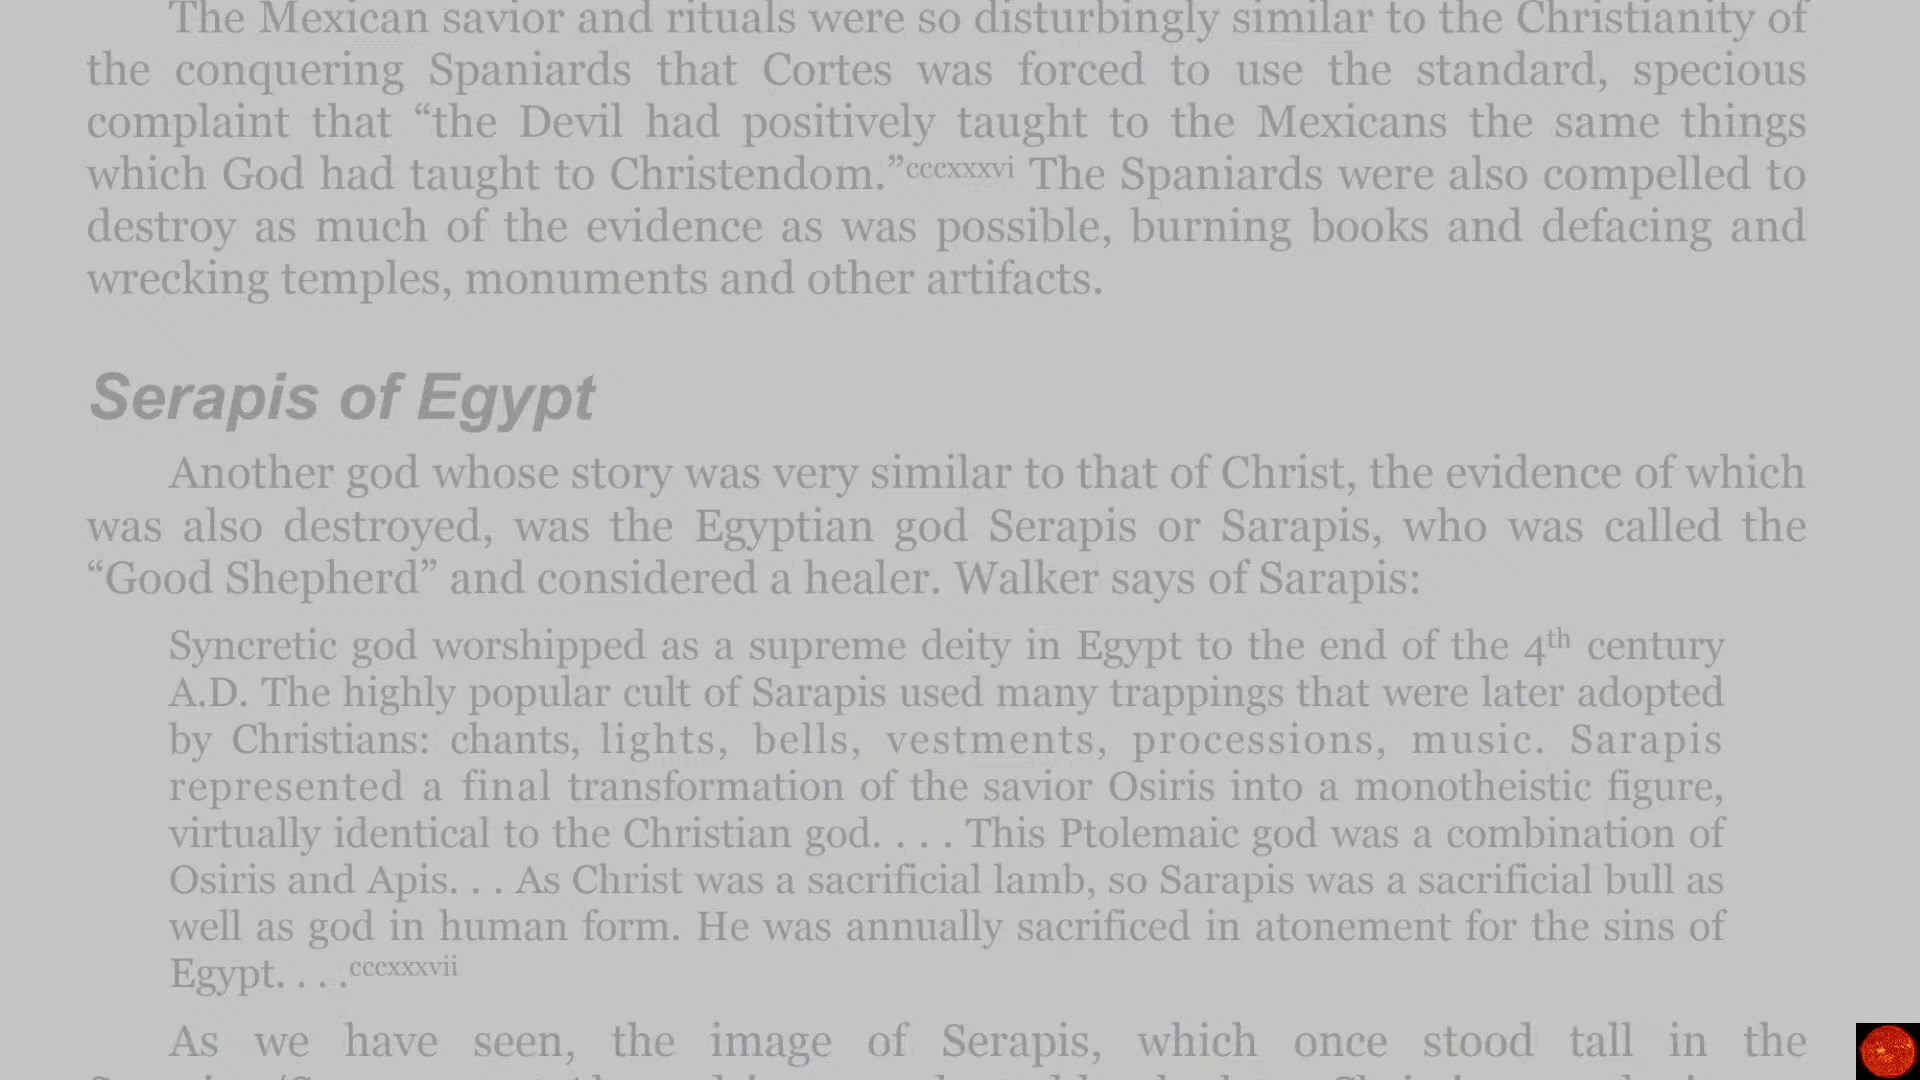 The Mexican savior and rituals were so disturbingly similar to the Christianity of
the conquering Spaniards that Cortes was forced to use the standard, specious
complaint that “the Devil had positively taught to the Mexicans the same things
which God had taught to Christendom.”cccxxxvi The Spaniards were also compelled to
destroy as much of the evidence as was possible, burning books and defacing and
wrecking temples, monuments and other artifacts.
Serapis of Egypt
Another god whose story was very similar to that of Christ, the evidence of which
was also destroyed, was the Egyptian god Serapis or Sarapis, who was called the
“Good Shepherd” and considered a healer. Walker says of Sarapis:
Syncretic god worshipped as a supreme deity in Egypt to the end of the 4th century
A.D. The highly popular cult of Sarapis used many trappings that were later adopted
by Christians: chants, lights, bells, vestments, processions, music. Sarapis
represented a final transformation of the savior Osiris into a monotheistic figure,
virtually identical to the Christian god. . . . This Ptolemaic god was a combination of
Osiris and Apis. . . As Christ was a sacrificial lamb, so Sarapis was a sacrificial bull as
well as god in human form. He was annually sacrificed in atonement for the sins of
Egypt. . . .cccxxxvii
As we have seen, the image of Serapis, which once stood tall in the